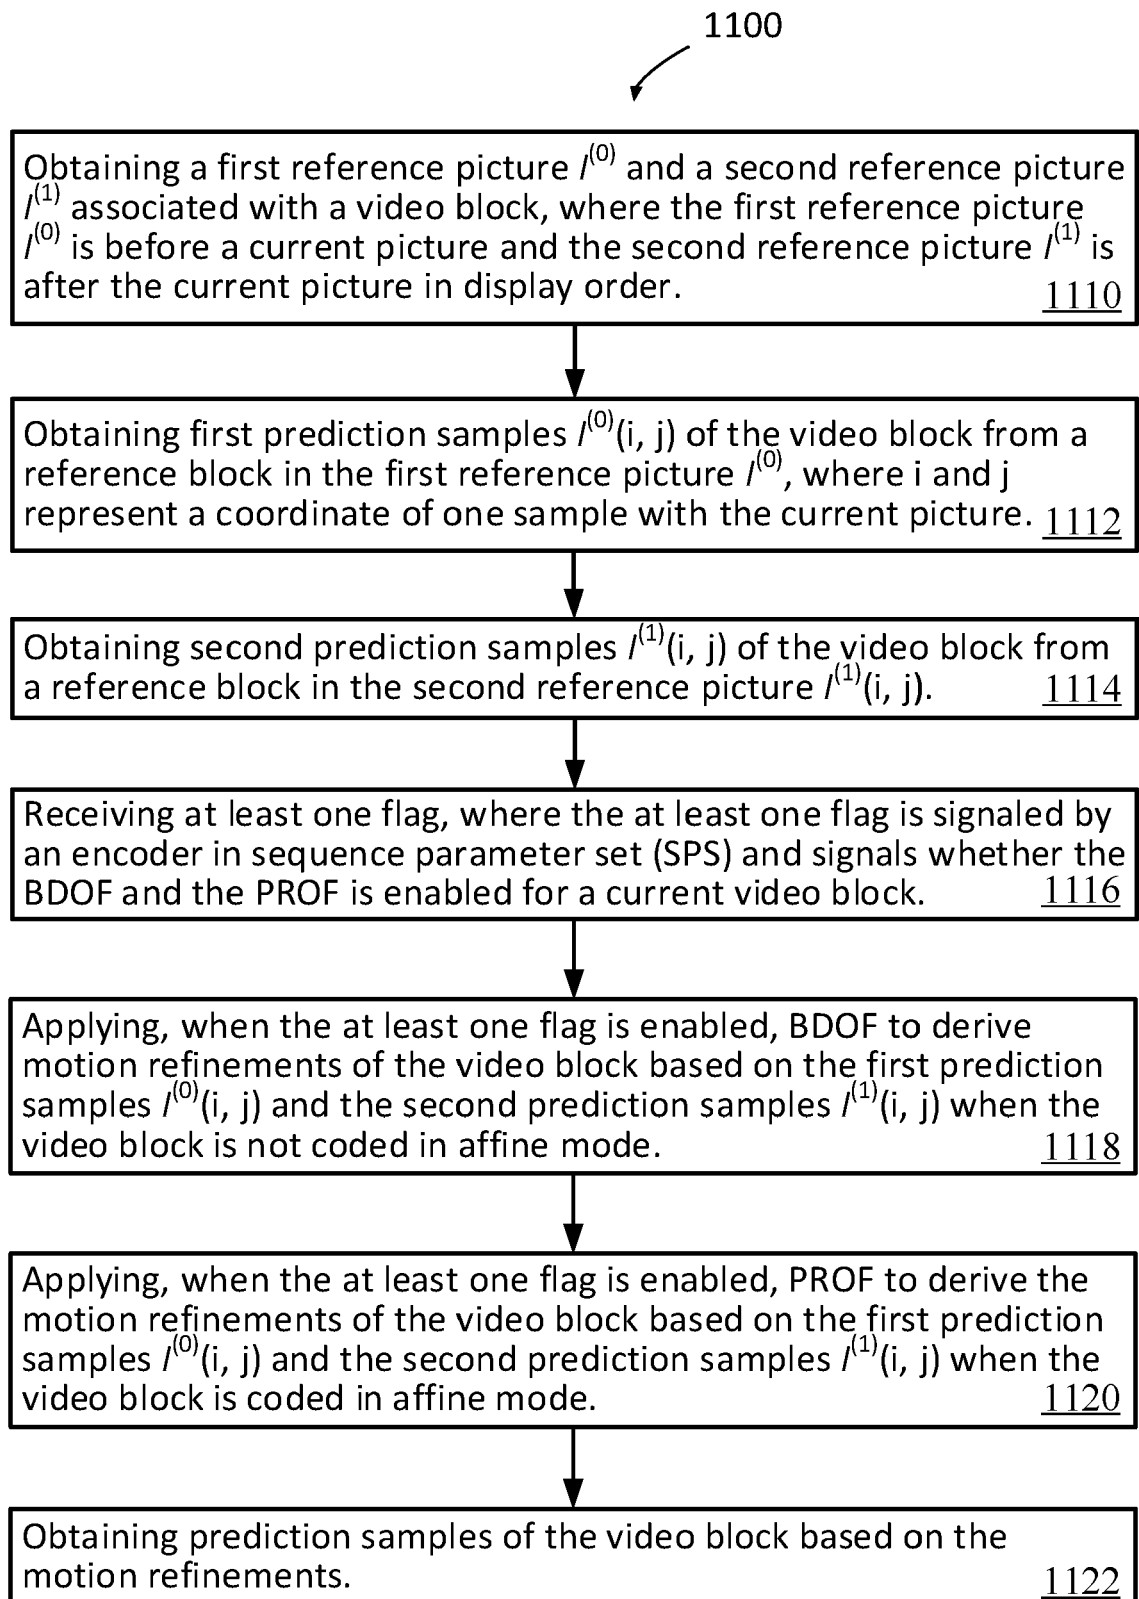 1100
Obtaining a first reference picture I^(0) and a second reference picture
I^(1) associated with a video block, where the first reference picture
I^(0) is before a current picture and the second reference picture I^(1) is
after the current picture in display order. 1110
Obtaining first prediction samples I^(0)(i, j) of the video block from a
reference block in the first reference picture I^(0), where i and j
represent a coordinate of one sample with the current picture. 1112
Obtaining second prediction samples I^(1)(i, j) of the video block from
a reference block in the second reference picture I^(1)(i, j). 1114
Receiving at least one flag, where the at least one flag is signaled by
an encoder in sequence parameter set (SPS) and signals whether the
BDOF and the PROF is enabled for a current video block. 1116
Applying, when the at least one flag is enabled, BDOF to derive
motion refinements of the video block based on the first prediction
samples I^(0)(i, j) and the second prediction samples I^(1)(i, j) when the
video block is not coded in affine mode. 1118
Applying, when the at least one flag is enabled, PROF to derive the
motion refinements of the video block based on the first prediction
samples I^(0)(i, j) and the second prediction samples I^(1)(i, j) when the
video block is coded in affine mode. 1120
Obtaining prediction samples of the video block based on the
motion refinements. 1122